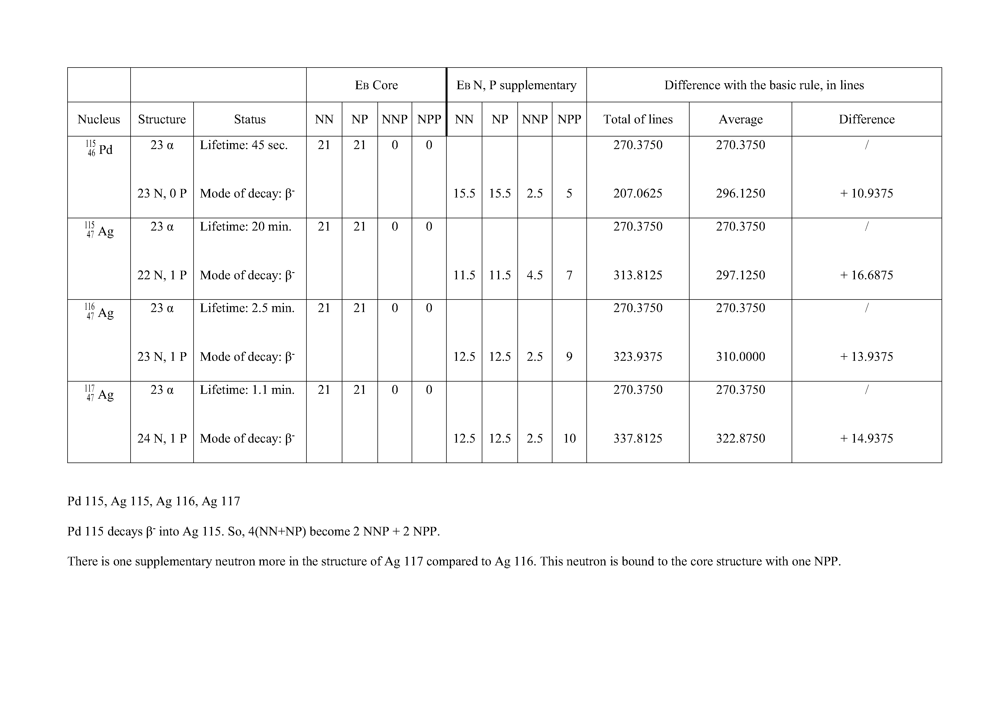 EB Core EB N, P supplementary Difference with the basic rule, in lines
Nucleus Structure Status NN NP NNP NPP NN NP NNP NPP Total of lines Average Difference
115 46 Pd 23 α Lifetime: 45 sec. 21 21 0 0 270.3750 270.3750 /
23 N, 0 P Mode of decay: β- 15.5 15.5 2.5 5 207.0625 296.1250 + 10.9375
115 47 Ag 23 α Lifetime: 20 min. 21 21 0 0 270.3750 270.3750 /
22 N, 1 P Mode of decay: β- 11.5 11.5 4.5 7 313.8125 297.1250 + 16.6875
116 47 Ag 23 α Lifetime: 2.5 min. 21 21 0 0 270.3750 270.3750 /
23 N, 1 P Mode of decay: β- 12.5 12.5 2.5 9 323.9375 310.0000 + 13.9375
117 47 Ag 23 α Lifetime: 1.1 min. 21 21 0 0 270.3750 270.3750 /
24 N, 1 P Mode of decay: β- 12.5 12.5 2.5 10 337.8125 322.8750 + 14.9375
Pd 115, Ag 115, Ag 116, Ag 117
Pd 115 decays β- into Ag 115. So, 4(NN+NP) become 2 NNP + 2 NPP.
There is one supplementary neutron more in the structure of Ag 117 compared to Ag 116. This neutron is bound to the core structure with one NPP.